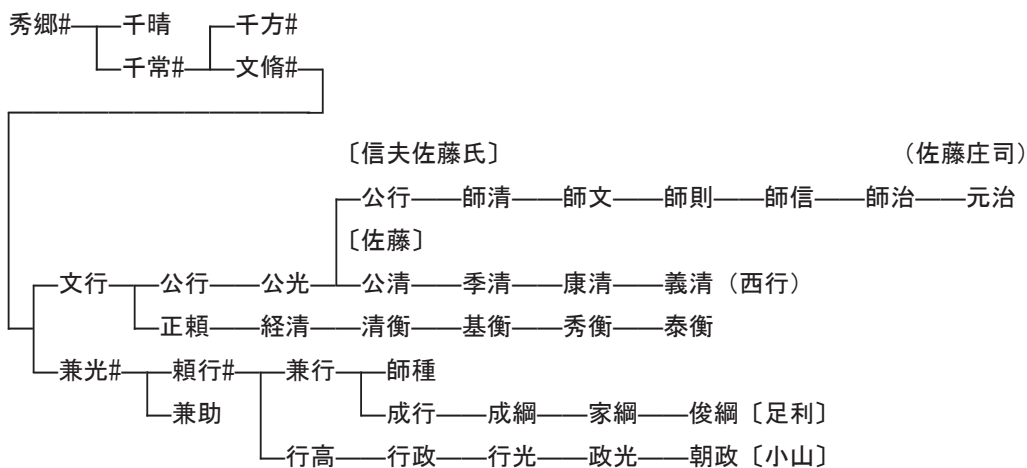 秀郷# 千晴 千方#
千常# 文脩#
〔信夫佐藤氏〕 （佐藤庄司）
公行 師清 師文 師則 師信 師治 元治
〔佐藤〕
文行 公行 公光 公清 季清 康清 義清（西行）
正頼 経清 清衡 基衡 秀衡 泰衡
兼光# 頼行# 兼行 師種
兼助 成行 成綱 家綱 俊綱〔足利〕
行高 行政 行光 政光 朝政〔小山〕